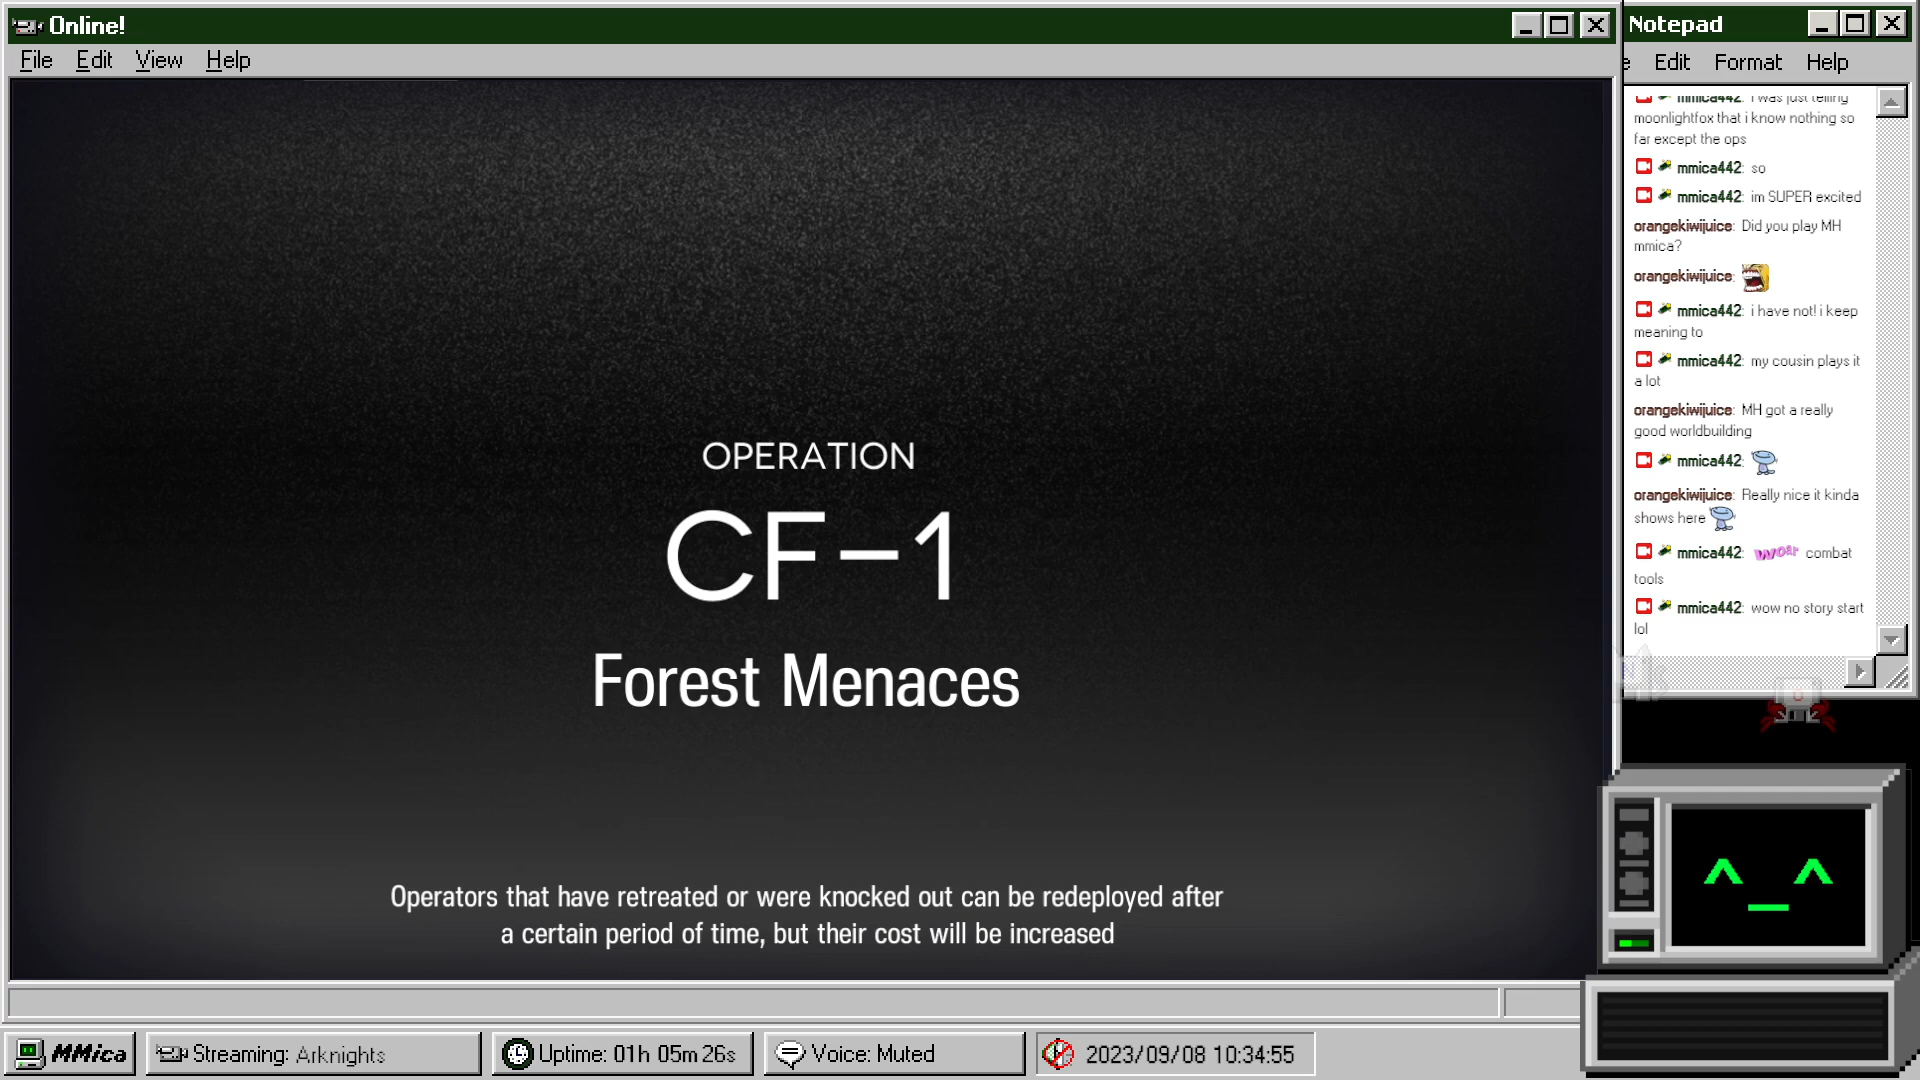 Online!
File Edit View Help
OPERATION
CF-1
Forest Menaces
Operators that have retreated or were knocked out can be redeployed after
a certain period of time, but their cost will be increased
Notepad
Edit Format Help
mmica442: i was just telling
moonlightfox that i know nothing so
far except the ops
mmica442: so
mmica442: im SUPER excited
orangekiwijuice: Did you play MH
mmica?
orangekiwijuice:
mmica442: i have not! i keep
meaning to
mmica442: my cousin plays it
a lot
orangekiwijuice: MH got a really
good worldbuilding
mmica442:
orangekiwijuice: Really nice it kinda
shows here
mmica442: woar combat
tools
mmica442: wow no story start
lol
MMica
Streaming: Arknights
Uptime: 01h 05m 26s
Voice: Muted
2023/09/08 10:34:55